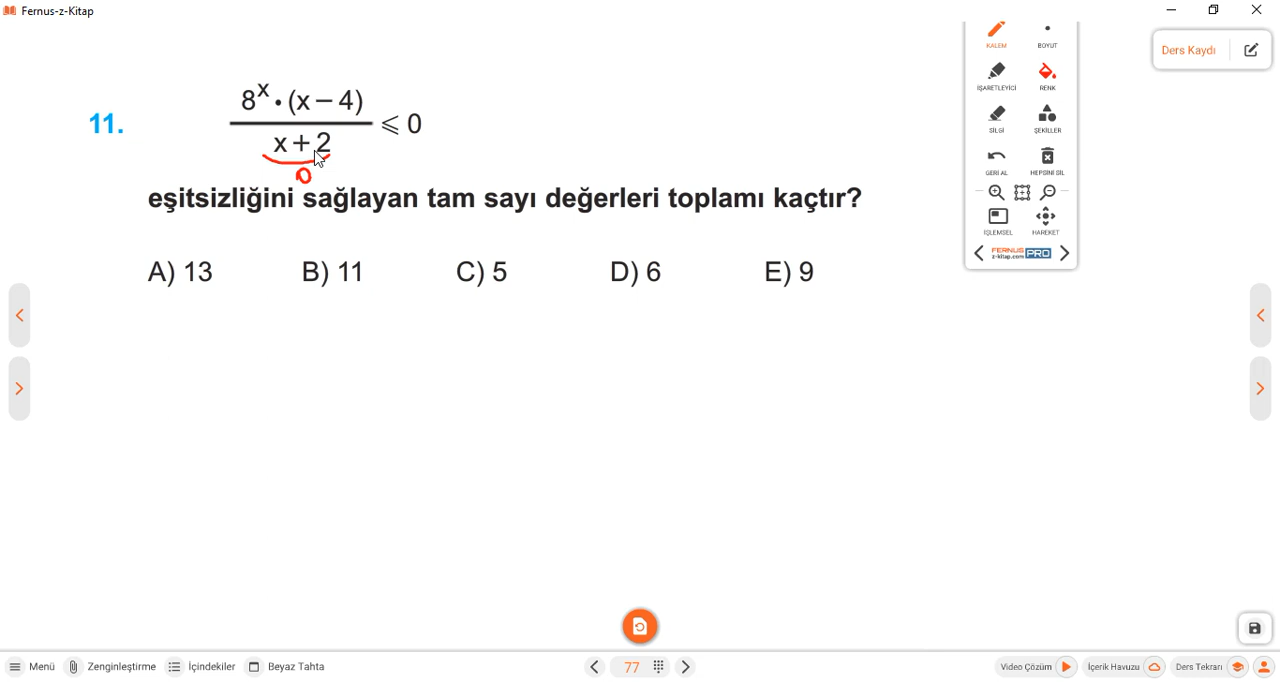 Fernus-z-Kitap
KALEM
BOYUT
İŞARETLEYİCİ
RENK
SİLGİ
ŞEKİLLER
GERİ AL
HEPSİNİ SİL
İŞLEMSEL
HAREKET
FERNUS
z-kitap.com PRO
Ders Kaydı
11.
8^x • (x − 4)
x + 2
⩽ 0
0
eşitsizliğini sağlayan tam sayı değerleri toplamı kaçtır?
A) 13 B) 11 C) 5 D) 6 E) 9
Menü Zenginleştirme İçindekiler Beyaz Tahta 77 Video Çözüm İçerik Havuzu Ders Tekrarı